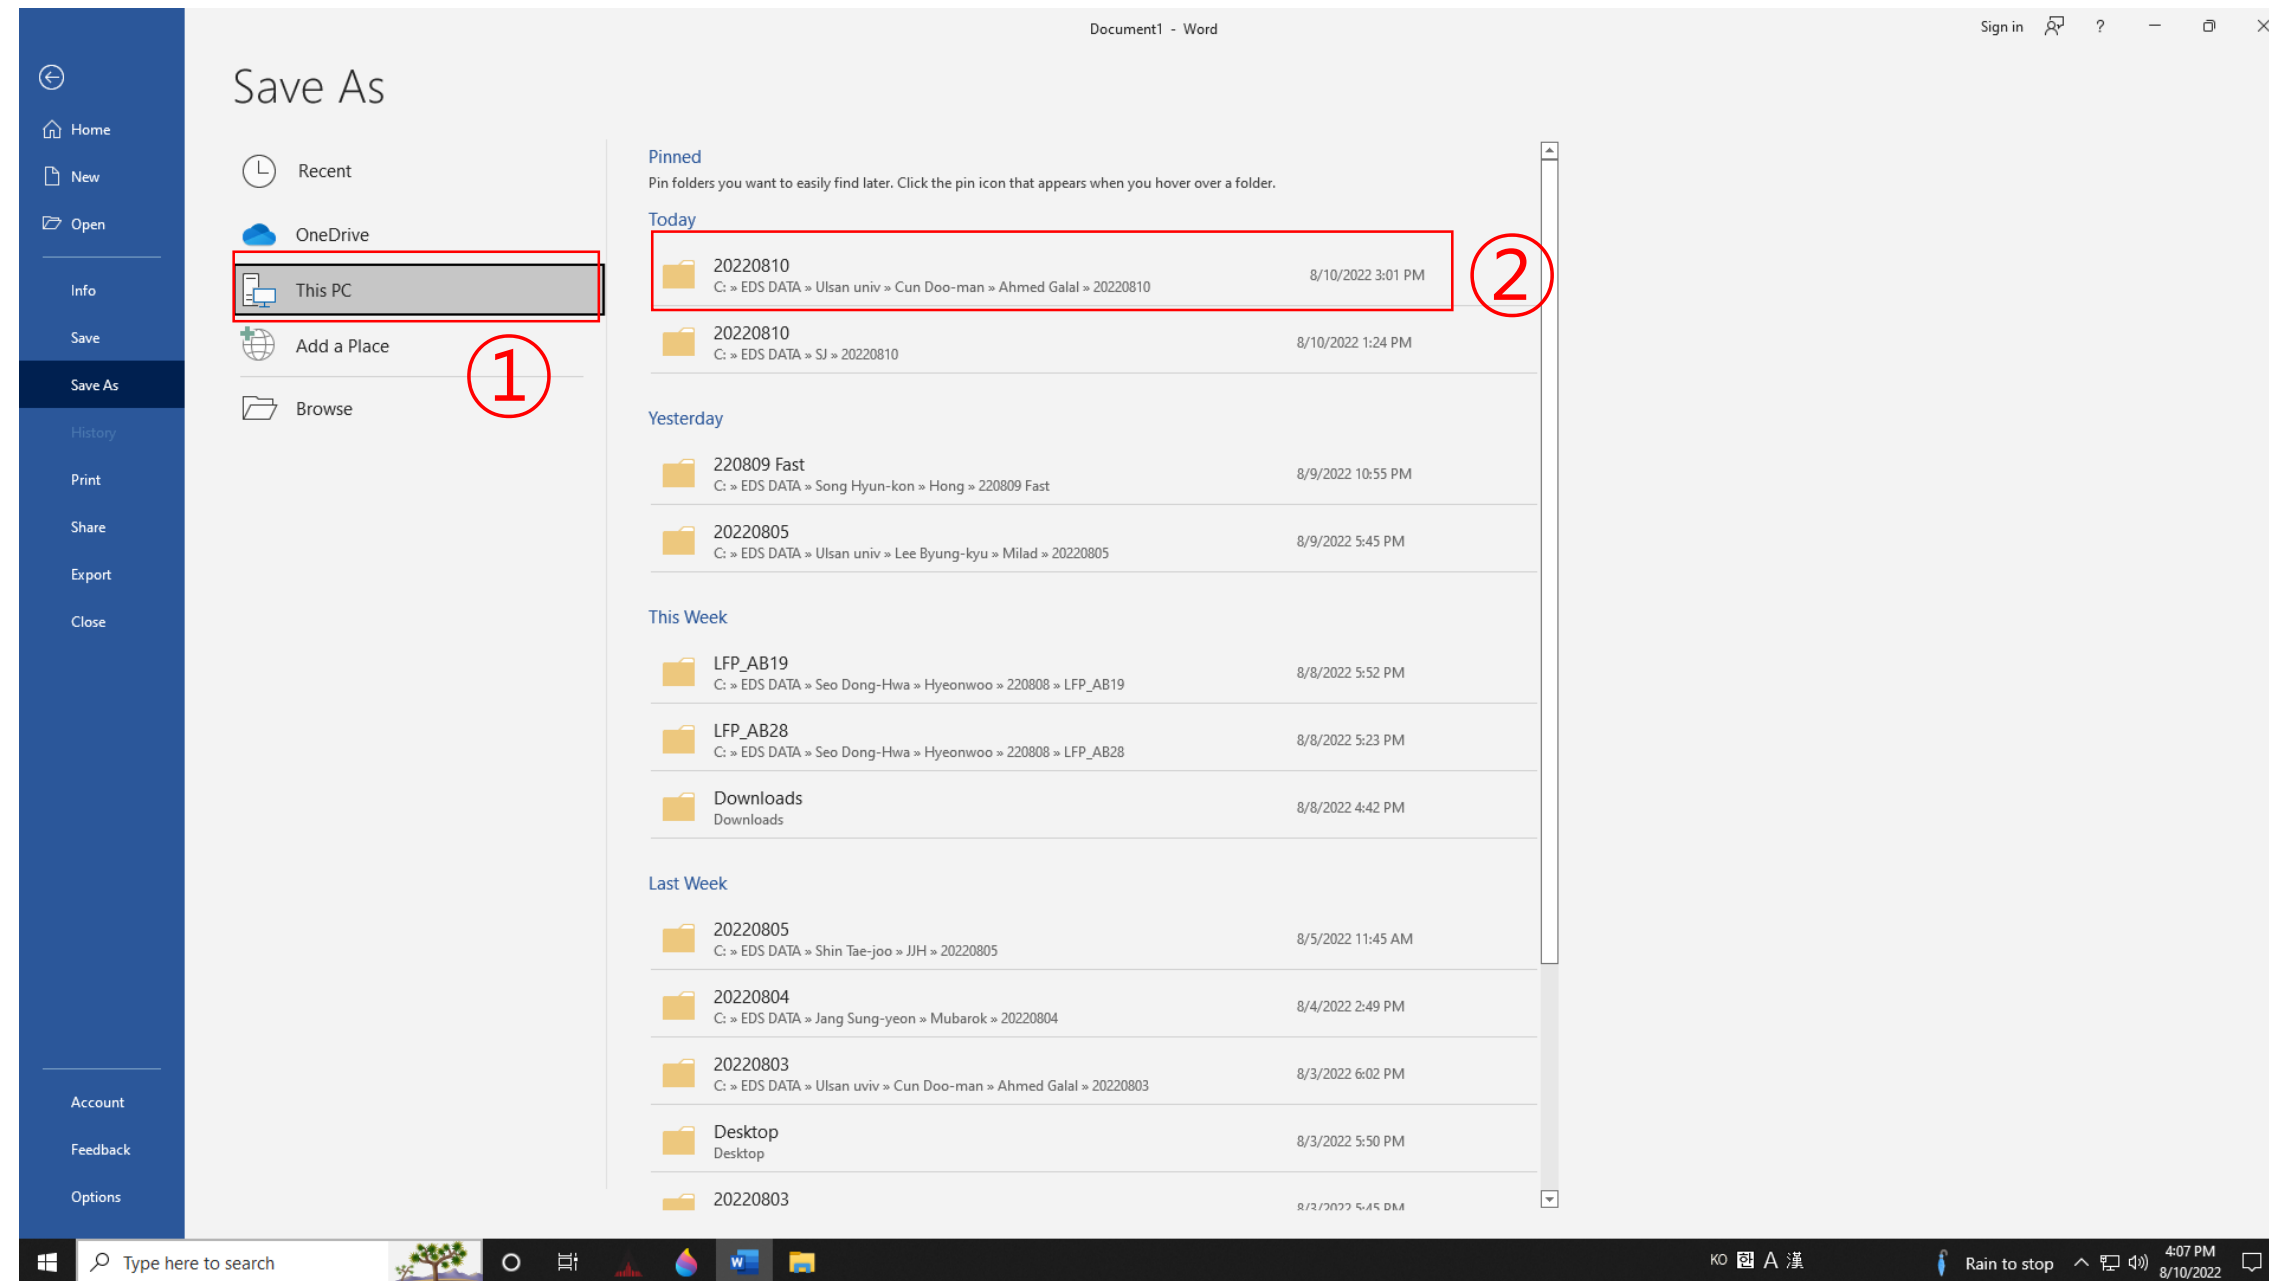 Document1 - Word
Sign in
?
Save As
Home
New
Open
Info
Save
Save As
History
Print
Share
Export
Close
Account
Feedback
Options
Recent
OneDrive
This PC
Add a Place
①
Browse
Pinned
Pin folders you want to easily find later. Click the pin icon that appears when you hover over a folder.
Today
20220810
C: » EDS DATA » Ulsan univ » Cun Doo-man » Ahmed Galal » 20220810
8/10/2022 3:01 PM
②
20220810
C: » EDS DATA » SJ » 20220810
8/10/2022 1:24 PM
Yesterday
220809 Fast
C: » EDS DATA » Song Hyun-kon » Hong » 220809 Fast
8/9/2022 10:55 PM
20220805
C: » EDS DATA » Ulsan univ » Lee Byung-kyu » Milad » 20220805
8/9/2022 5:45 PM
This Week
LFP_AB19
C: » EDS DATA » Seo Dong-Hwa » Hyeonwoo » 220808 » LFP_AB19
8/8/2022 5:52 PM
LFP_AB28
C: » EDS DATA » Seo Dong-Hwa » Hyeonwoo » 220808 » LFP_AB28
8/8/2022 5:23 PM
Downloads
Downloads
8/8/2022 4:42 PM
Last Week
20220805
C: » EDS DATA » Shin Tae-joo » JJH » 20220805
8/5/2022 11:45 AM
20220804
C: » EDS DATA » Jang Sung-yeon » Mubarok » 20220804
8/4/2022 2:49 PM
20220803
C: » EDS DATA » Ulsan uviv » Cun Doo-man » Ahmed Galal » 20220803
8/3/2022 6:02 PM
Desktop
Desktop
8/3/2022 5:50 PM
20220803
8/3/2022 5:45 PM
Type here to search
W
KO 한 A 漢
Rain to stop
4:07 PM
8/10/2022